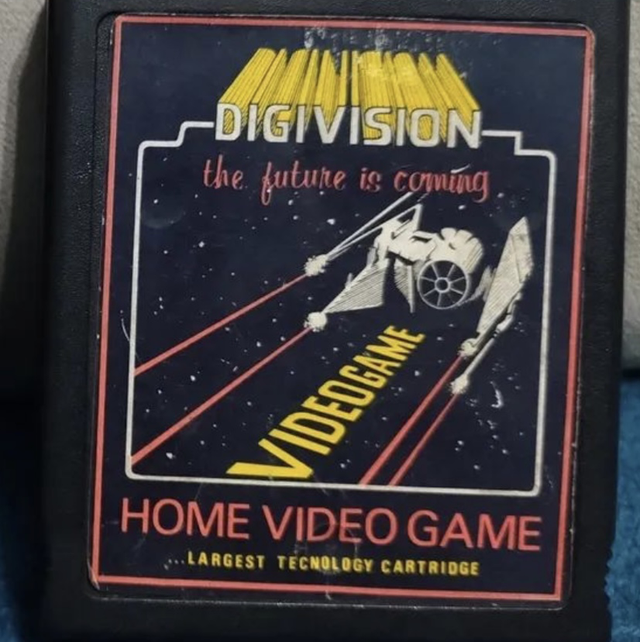 DIGIVISION
the future is coming
VIDEOGAME
HOME VIDEO GAME
...LARGEST TECNOLOGY CARTRIDGE